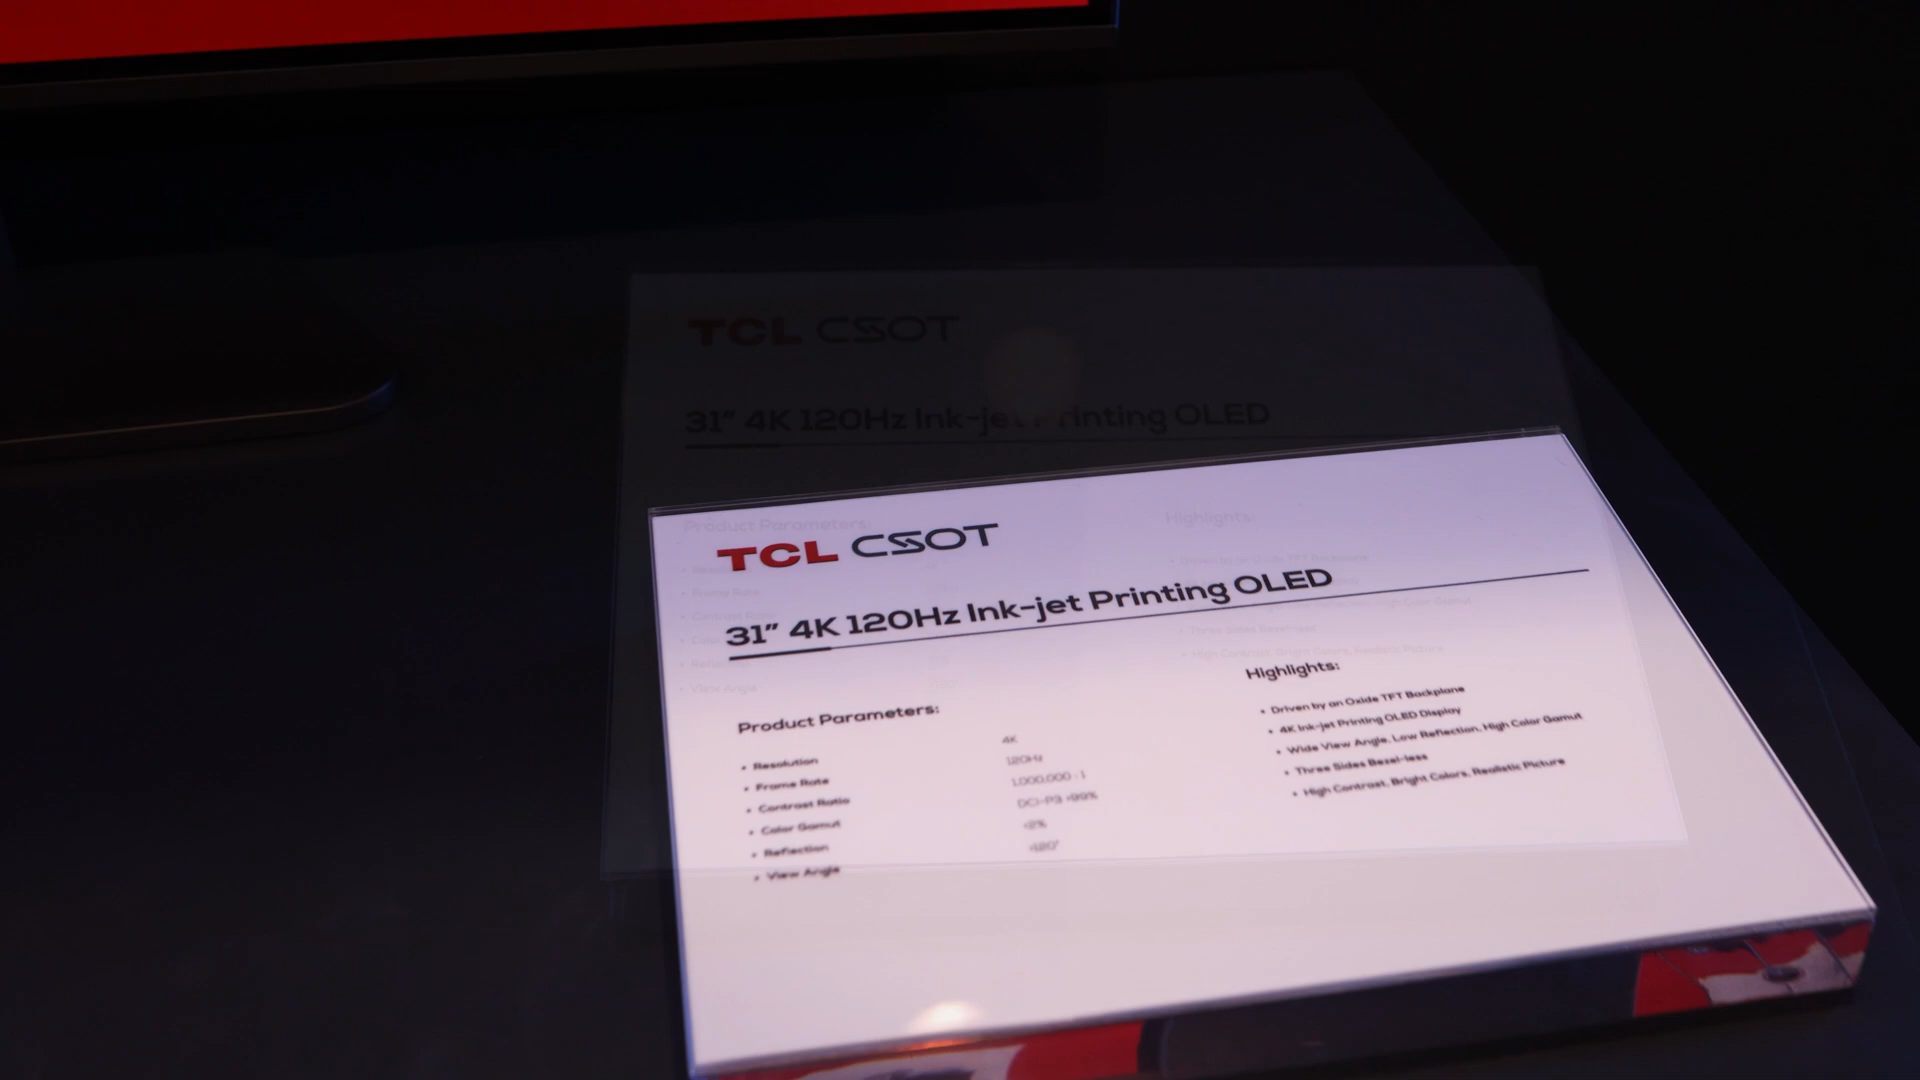 TCL CSOT
31" 4K 120Hz Ink-jet Printing OLED
Product Parameters:
• Resolution 4K
• Frame Rate 120Hz
• Contrast Ratio 1,000,000 : 1
• Color Gamut DCI-P3 >99%
• Reflection <2%
• View Angle
Highlights:
• Driven by an Oxide TFT Backplane
• 4K Ink-jet Printing OLED Display
• Wide View Angle, Low Reflection, High Color Gamut
• Three Sides Bezel-less
• High Contrast, Bright Colors, Realistic Picture